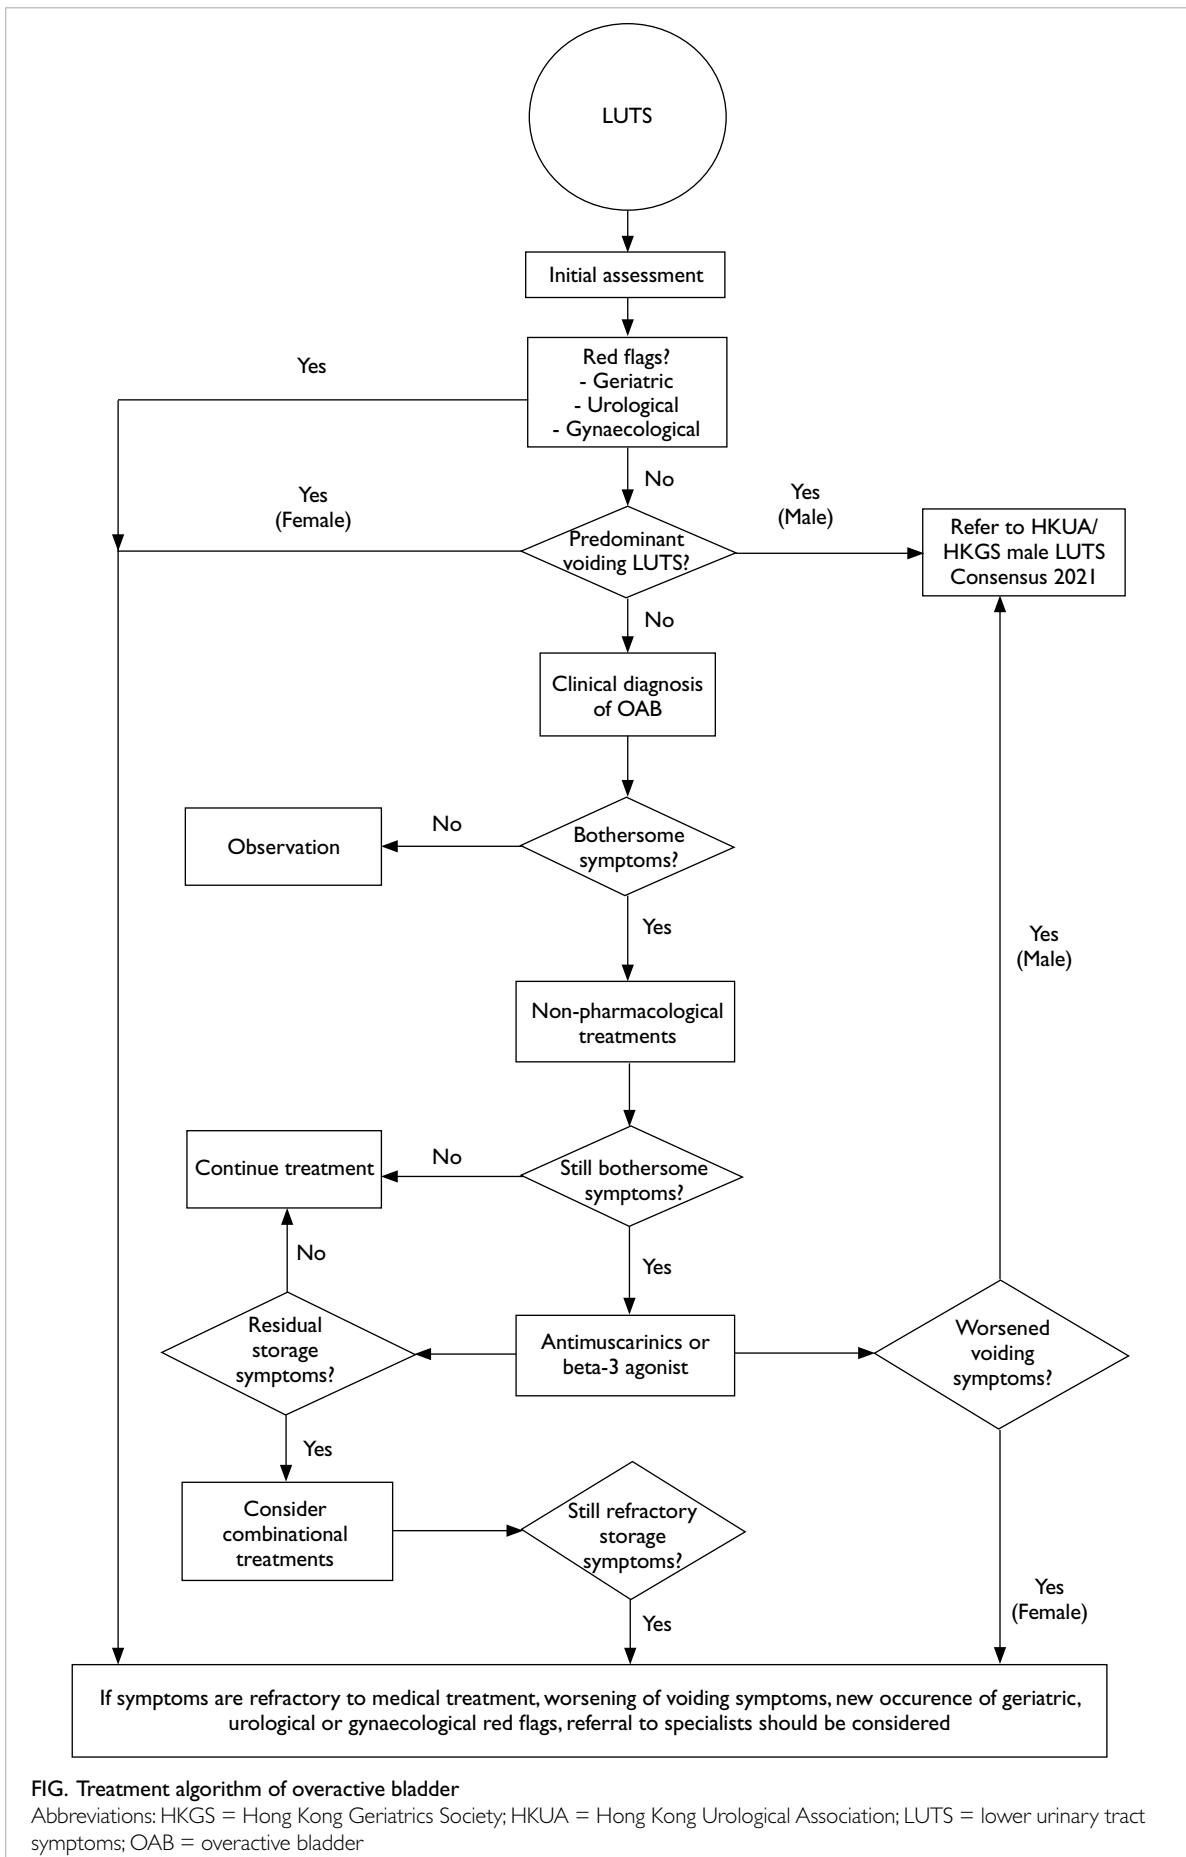 LUTS
Initial assessment
Red flags?
- Geriatric
- Urological
- Gynaecological
Yes
No
Yes
(Female)
Predominant
voiding LUTS?
Yes
(Male)
Refer to HKUA/
HKGS male LUTS
Consensus 2021
No
Clinical diagnosis
of OAB
Bothersome
symptoms?
No
Observation
Yes
Non-pharmacological
treatments
Yes
(Male)
Still bothersome
symptoms?
No
Continue treatment
Yes
No
Antimuscarinics or
beta-3 agonist
Residual
storage
symptoms?
Worsened
voiding
symptoms?
Yes
Consider
combinational
treatments
Still refractory
storage
symptoms?
Yes
Yes
(Female)
If symptoms are refractory to medical treatment, worsening of voiding symptoms, new occurence of geriatric,
urological or gynaecological red flags, referral to specialists should be considered
FIG. Treatment algorithm of overactive bladder
Abbreviations: HKGS = Hong Kong Geriatrics Society; HKUA = Hong Kong Urological Association; LUTS = lower urinary tract
symptoms; OAB = overactive bladder